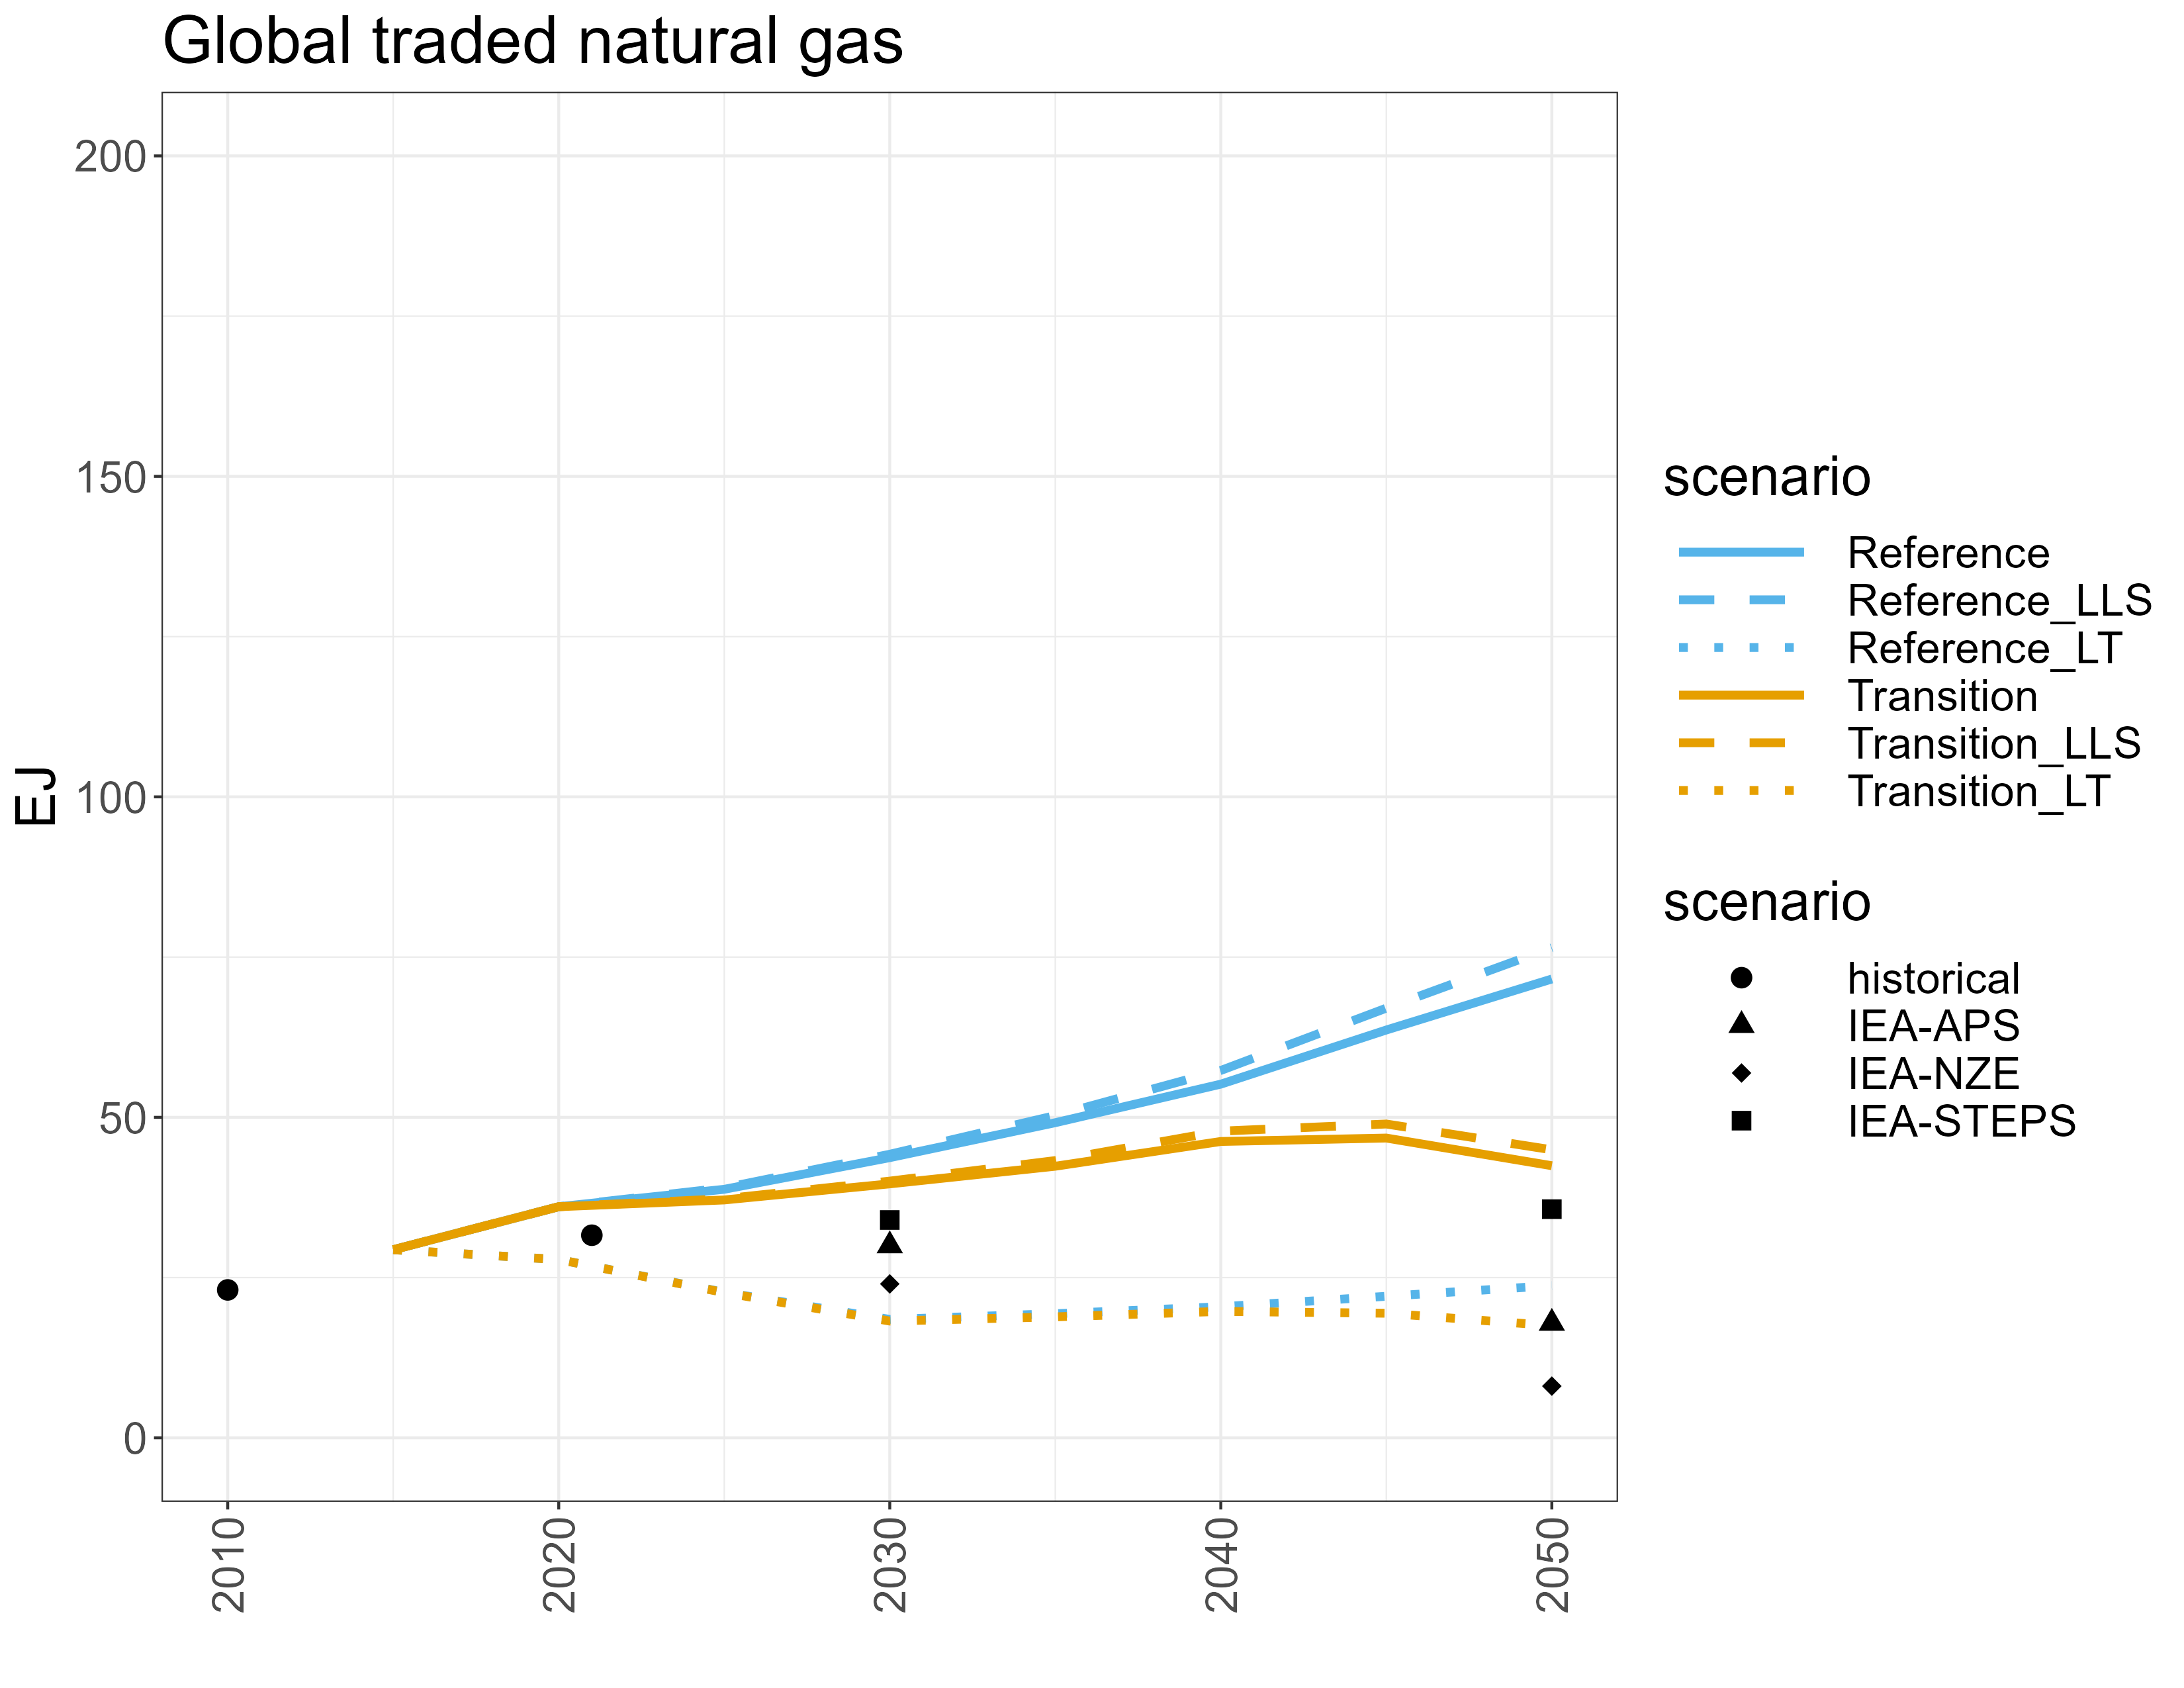 Global traded natural gas
EJ
200
150
100
50
0
2010
2020
2030
2040
2050
scenario
Reference
Reference_LLS
Reference_LT
Transition
Transition_LLS
Transition_LT
scenario
historical
IEA-APS
IEA-NZE
IEA-STEPS